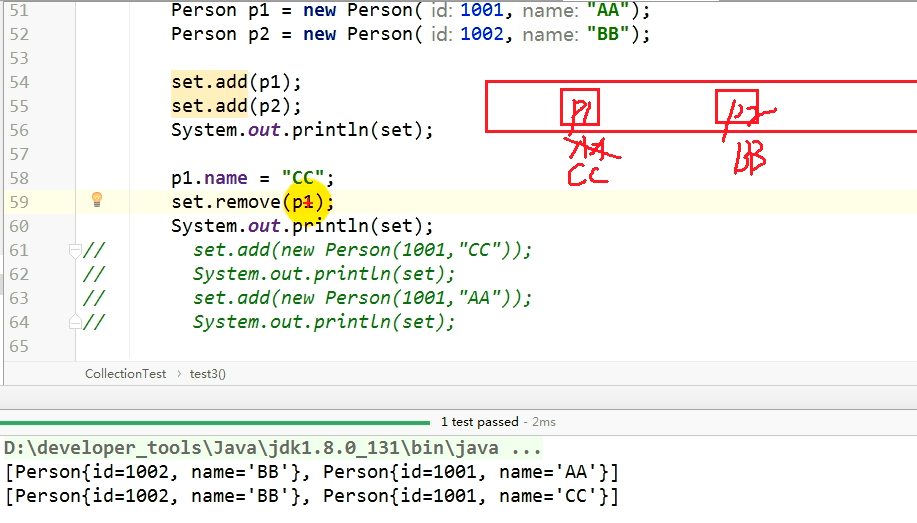 51 Person p1 = new Person( id: 1001, name: "AA");
52 Person p2 = new Person( id: 1002, name: "BB");
53
54 set.add(p1);
55 set.add(p2);
56 System.out.println(set);
P1 P2
57
AA BB
58 p1.name = "CC";
CC
59 set.remove(p1);
60 System.out.println(set);
61 // set.add(new Person(1001,"CC"));
62 // System.out.println(set);
63 // set.add(new Person(1001,"AA"));
64 // System.out.println(set);
65
CollectionTest › test3()
1 test passed - 2ms
D:\developer_tools\Java\jdk1.8.0_131\bin\java ...
[Person{id=1002, name='BB'}, Person{id=1001, name='AA'}]
[Person{id=1002, name='BB'}, Person{id=1001, name='CC'}]